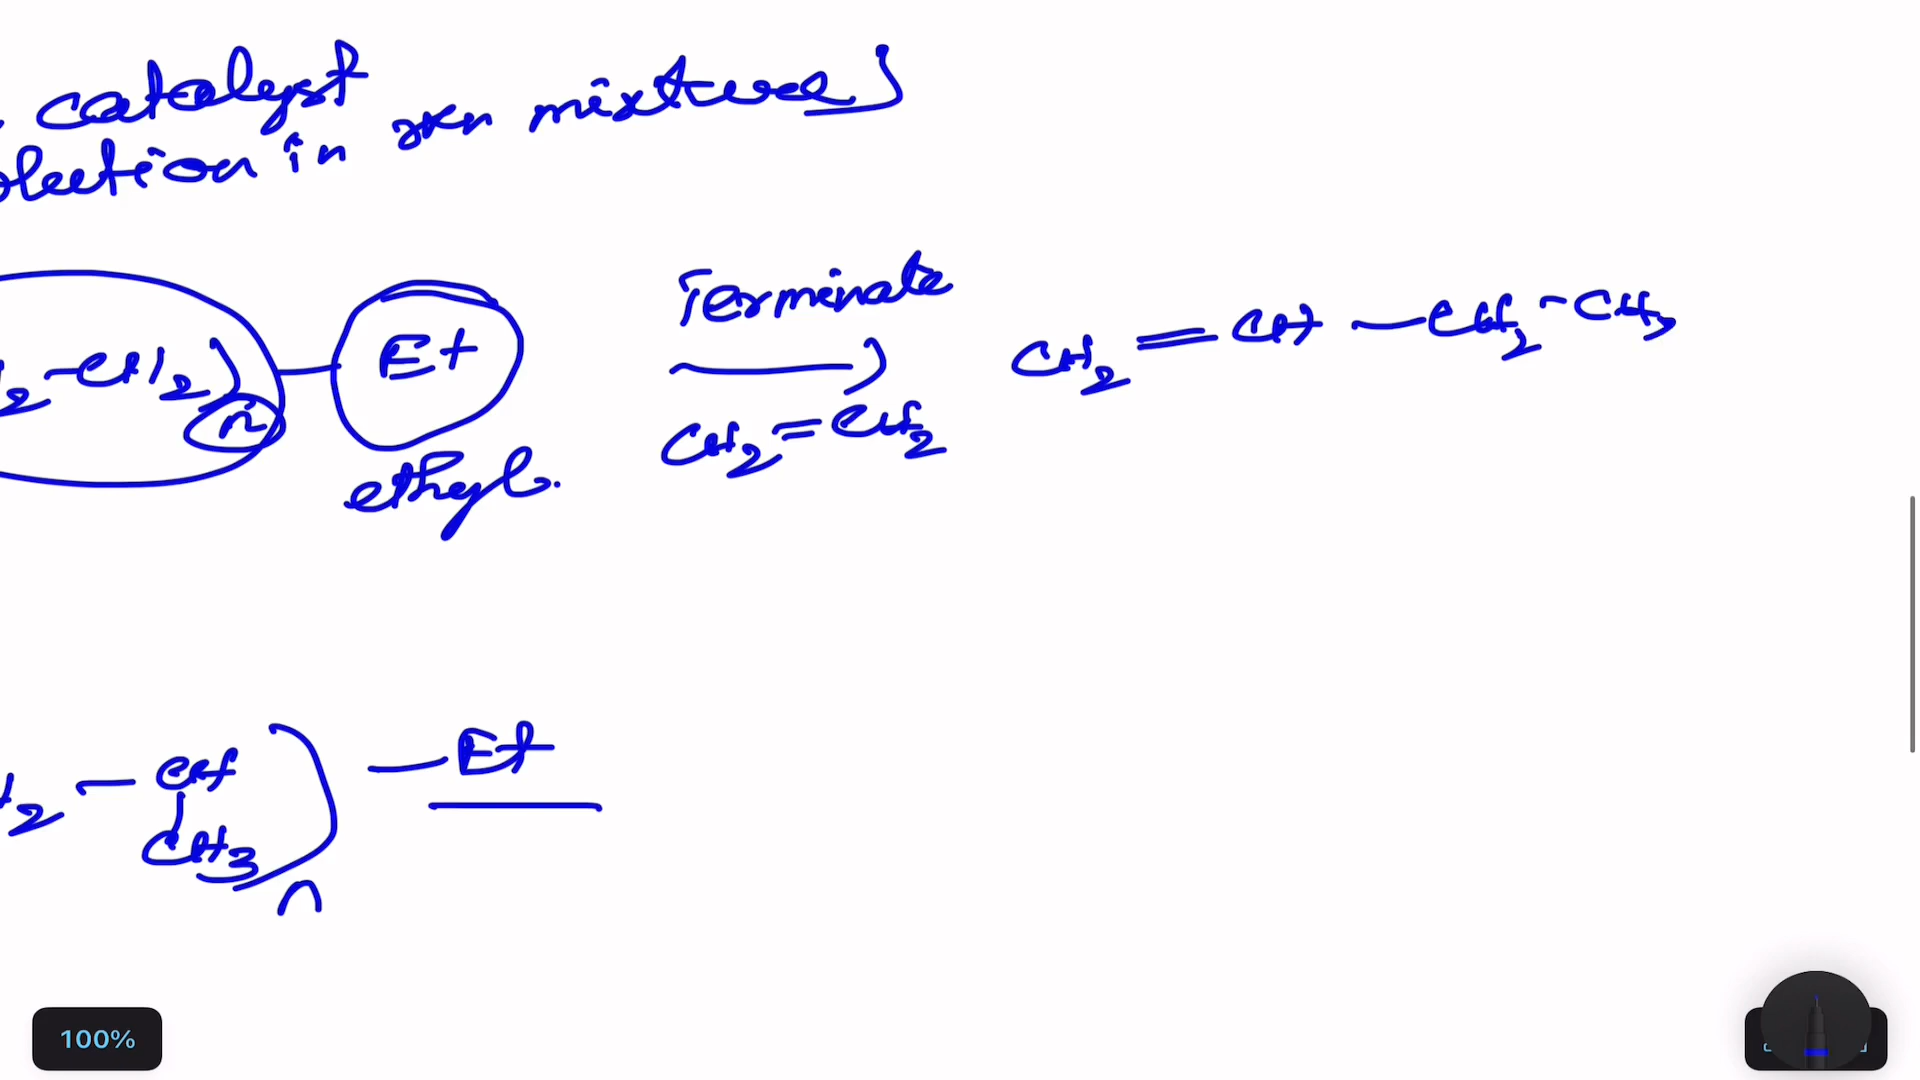 catalyst
in rxn mixture]
2 -CH2)n — Et
Terminate
CH2=CH — CH2-CH3
CH2=CH2
ethyl.
2 — CH — Et
CH3
n
100%